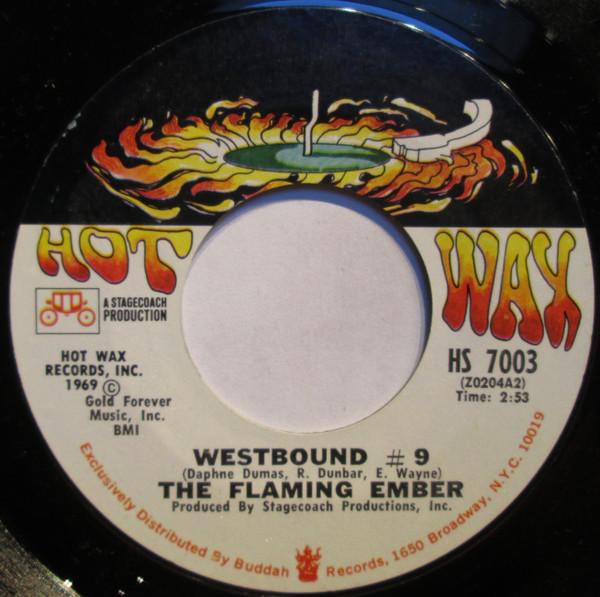 HOT WAX
A STAGECOACH
PRODUCTION
HOT WAX
RECORDS, INC.
1969 ©
Gold Forever
Music, Inc.
BMI
HS 7003
(Z0204A2)
Time: 2:53
WESTBOUND # 9
(Daphne Dumas, R. Dunbar, E. Wayne)
THE FLAMING EMBER
Produced By Stagecoach Productions, Inc.
Exclusively Distributed By Buddah Records, 1650 Broadway, N.Y.C. 10019